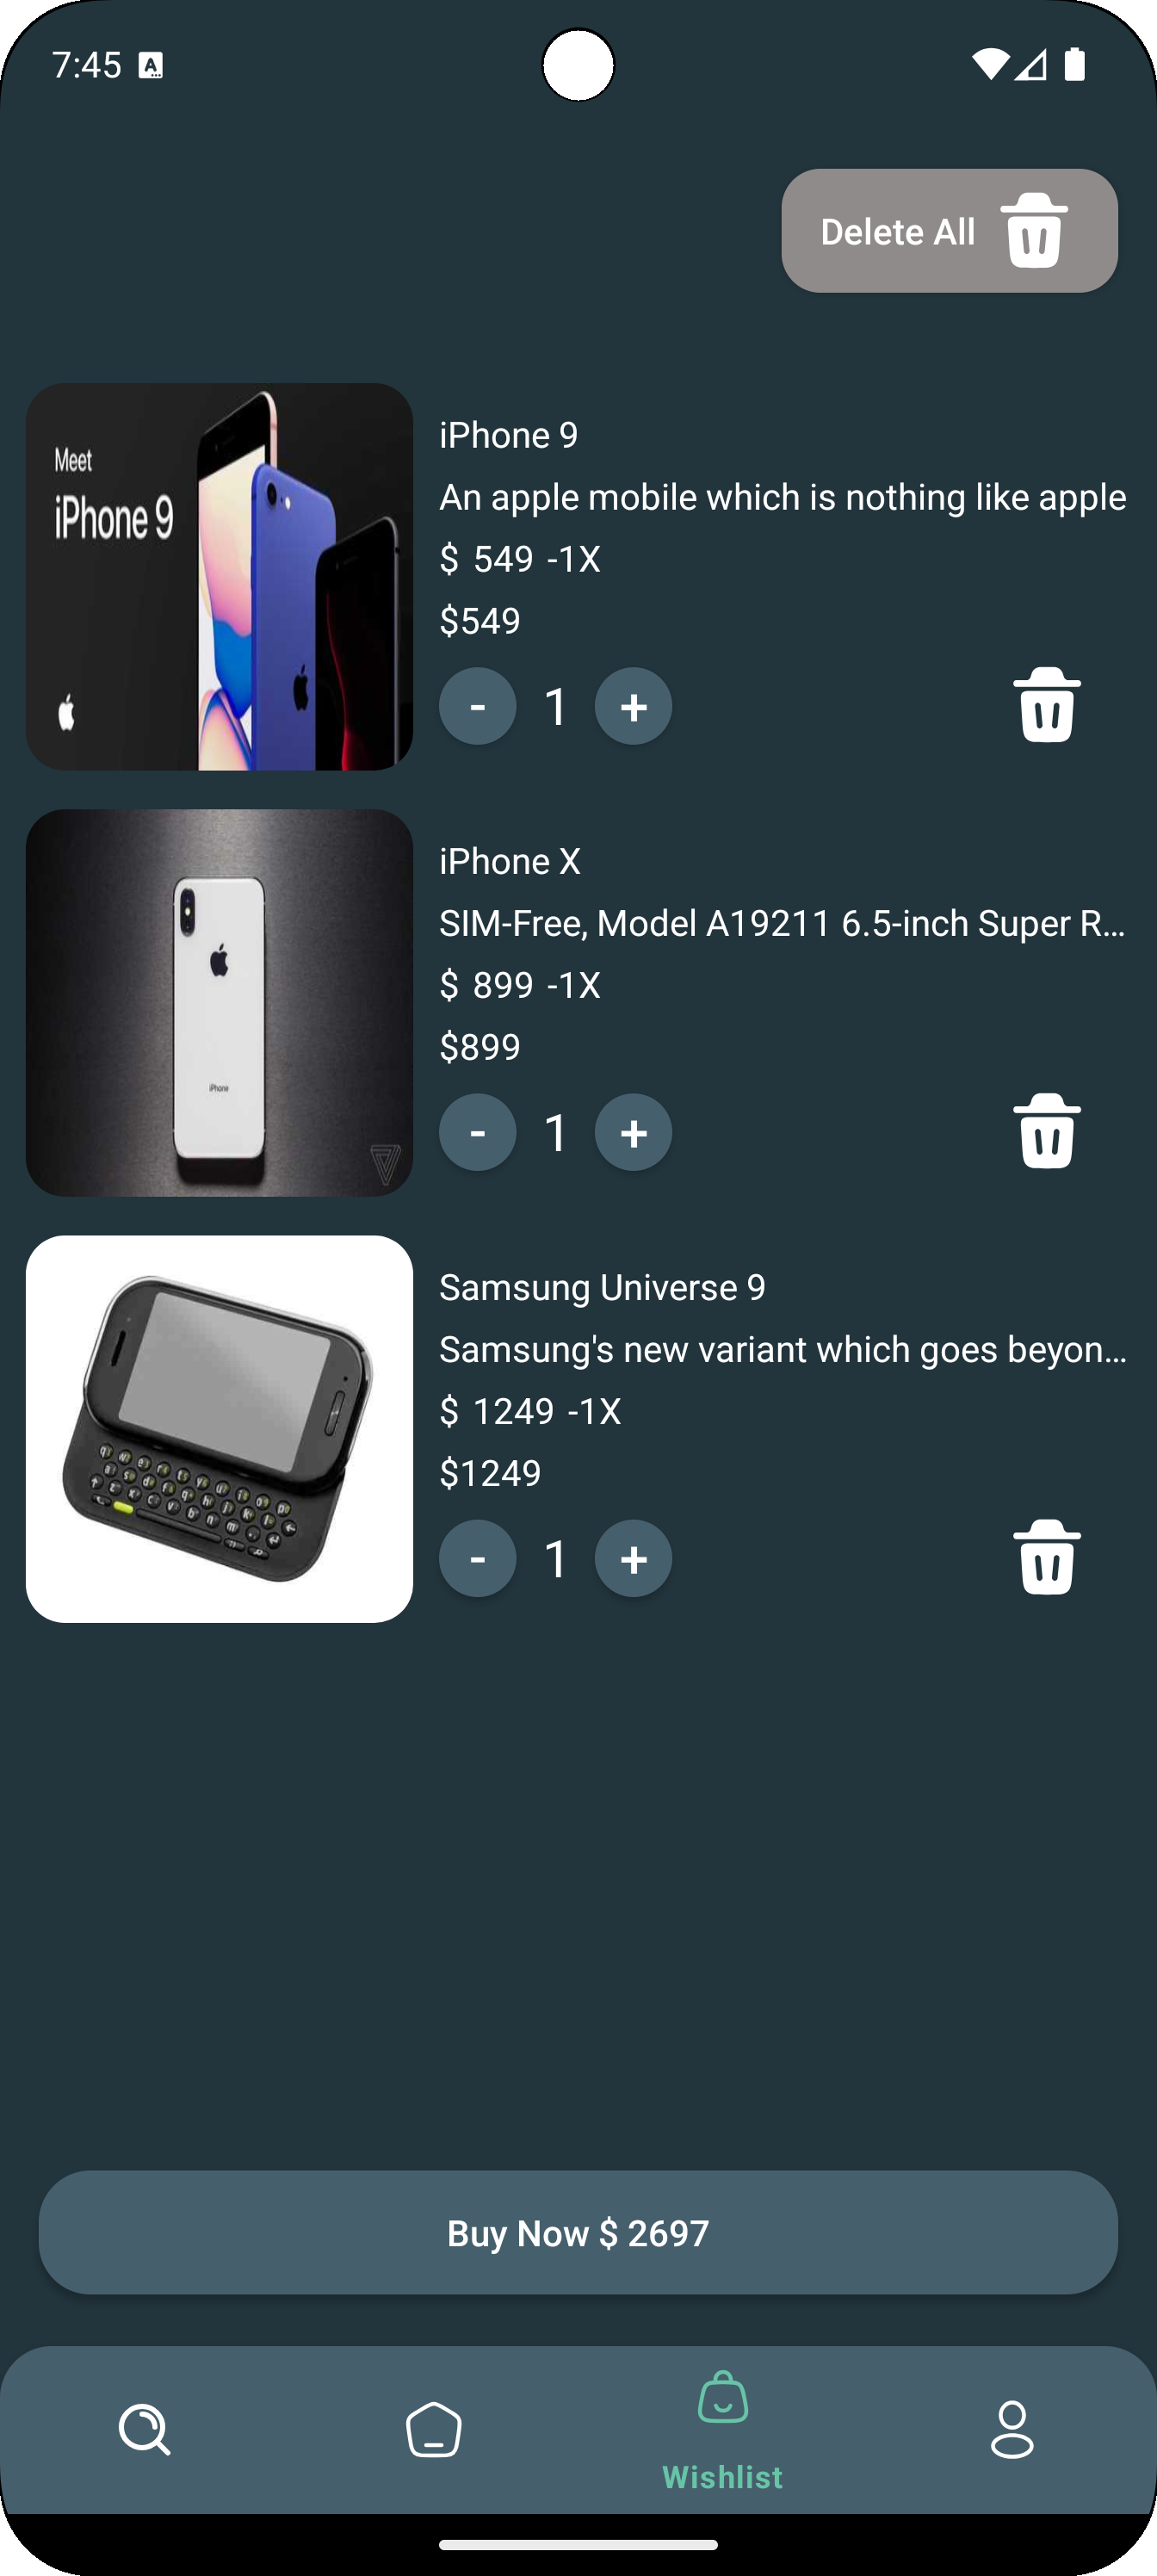 7:45
Delete All
Meet
iPhone 9
iPhone 9
An apple mobile which is nothing like apple
$ 549 -1X
$549
- 1 +
iPhone
iPhone X
SIM-Free, Model A19211 6.5-inch Super R...
$ 899 -1X
$899
- 1 +
Samsung Universe 9
Samsung's new variant which goes beyon...
$ 1249 -1X
$1249
- 1 +
Buy Now $ 2697
Wishlist